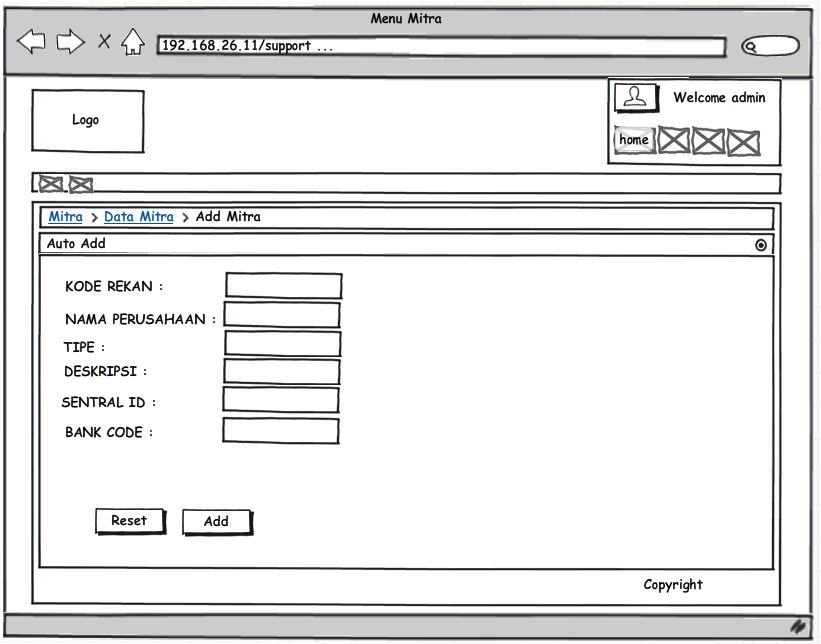 Menu Mitra
192.168.26.11/support ...
Logo
Welcome admin
home
Mitra > Data Mitra > Add Mitra
Auto Add
KODE REKAN :
NAMA PERUSAHAAN :
TIPE :
DESKRIPSI :
SENTRAL ID :
BANK CODE :
Reset
Add
Copyright